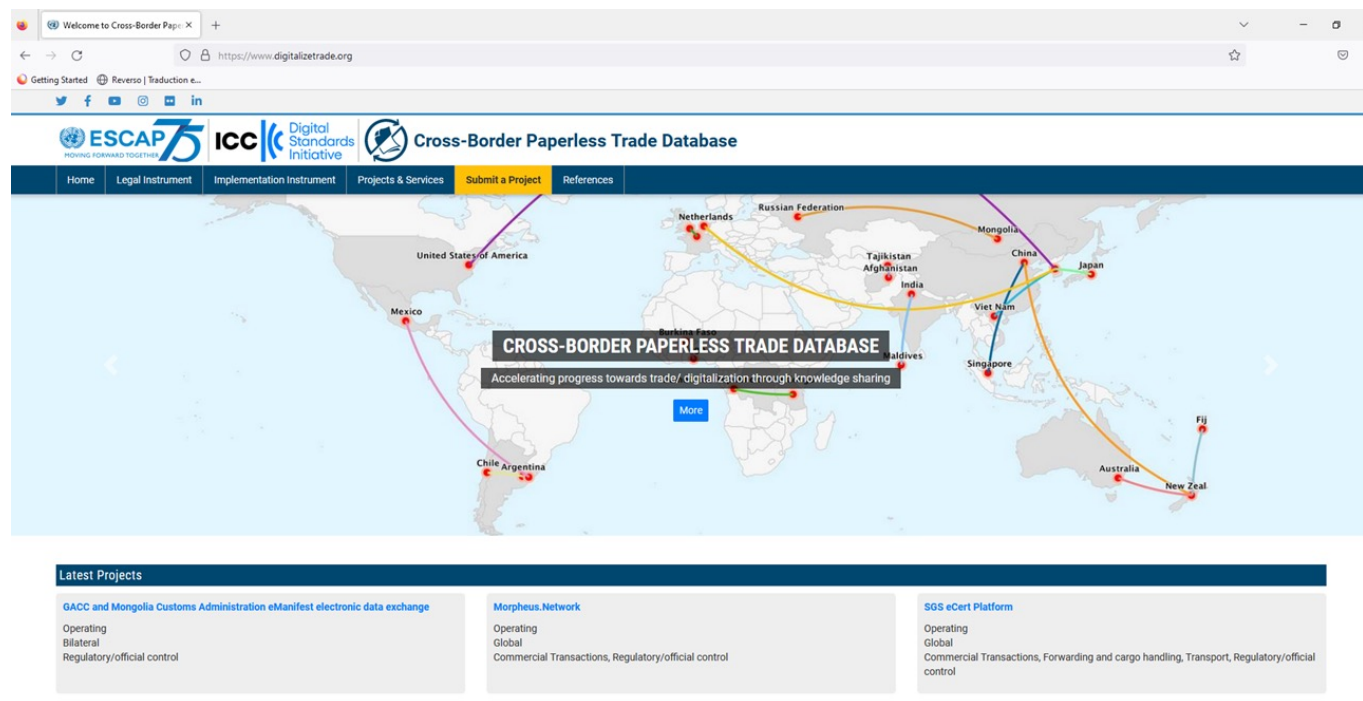 Welcome to Cross-Border Pape
https://www.digitalizetrade.org
Getting Started
Reverso | Traduction e...
ESCAP 75
MOVING FORWARD TOGETHER
ICC
Digital
Standards
Initiative
Cross-Border Paperless Trade Database
Home
Legal Instrument
Implementation Instrument
Projects & Services
Submit a Project
References
Russian Federation
Netherlands
Mongolia
United States of America
Tajikistan
China
Afghanistan
Japan
India
Mexico
Viet Nam
Burkina Faso
CROSS-BORDER PAPERLESS TRADE DATABASE
Maldives
Singapore
Accelerating progress towards trade/ digitalization through knowledge sharing
More
Fij
Chile
Argentina
Australia
New Zeal
Latest Projects
GACC and Mongolia Customs Administration eManifest electronic data exchange
Operating
Bilateral
Regulatory/official control
Morpheus.Network
Operating
Global
Commercial Transactions, Regulatory/official control
SGS eCert Platform
Operating
Global
Commercial Transactions, Forwarding and cargo handling, Transport, Regulatory/official
control